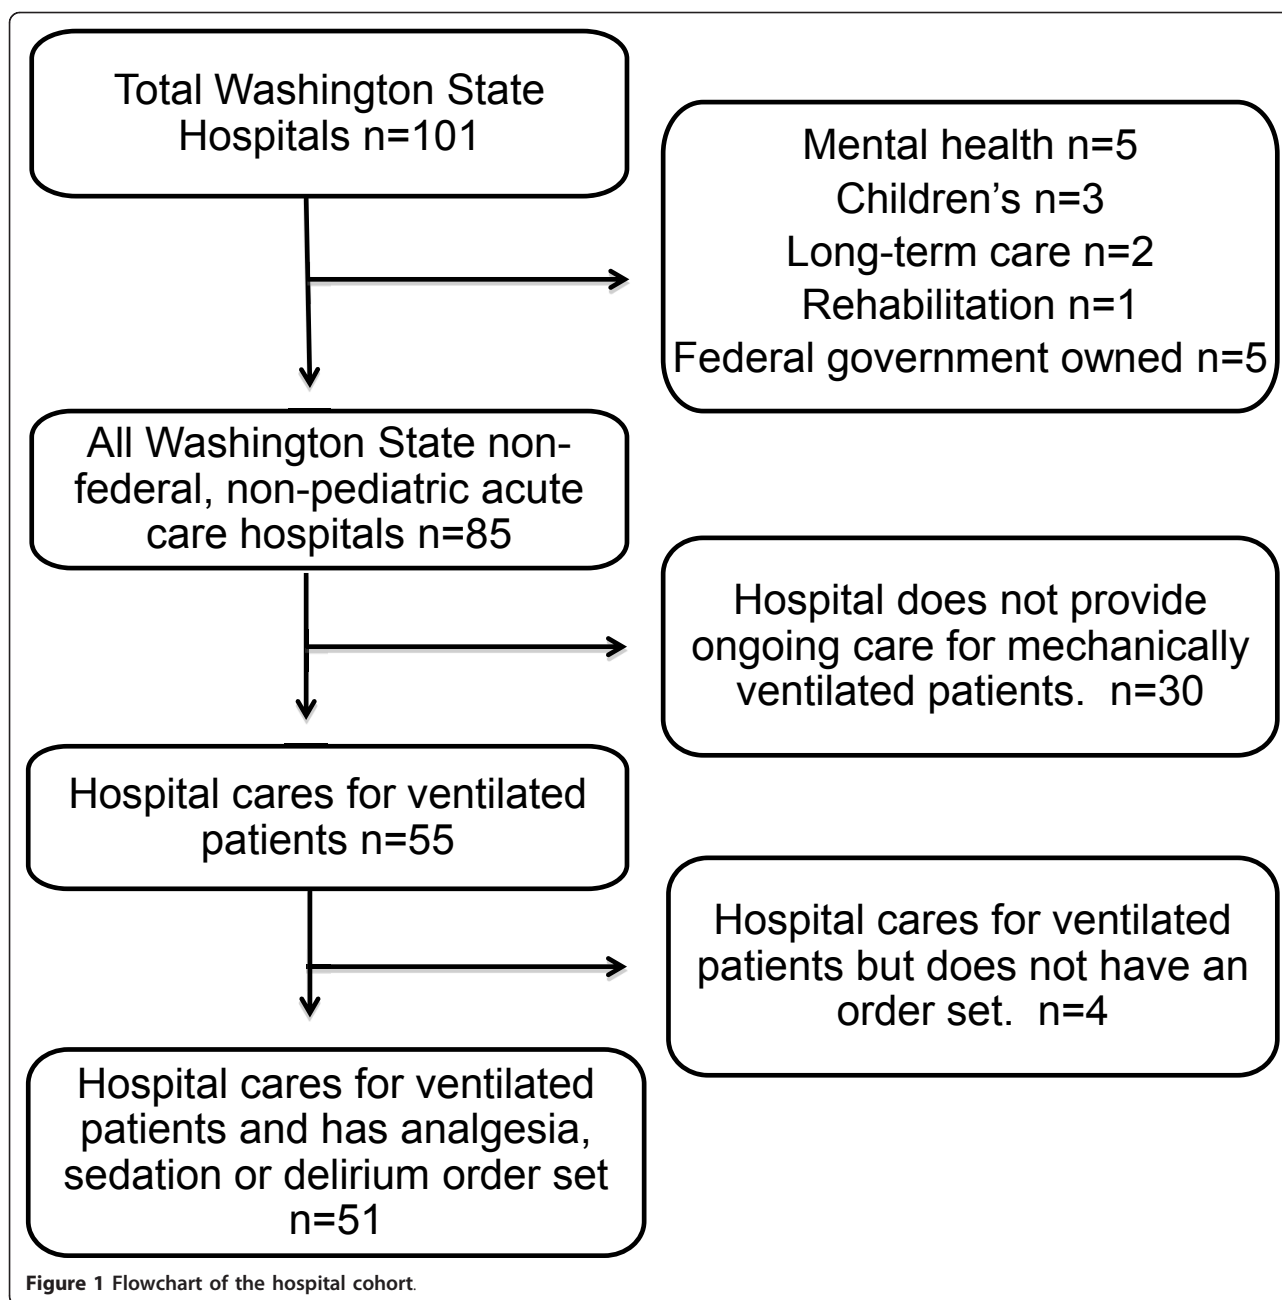 Total Washington State
Hospitals n=101
Mental health n=5
Children's n=3
Long-term care n=2
Rehabilitation n=1
Federal government owned n=5
All Washington State non-
federal, non-pediatric acute
care hospitals n=85
Hospital does not provide
ongoing care for mechanically
ventilated patients.  n=30
Hospital cares for ventilated
patients n=55
Hospital cares for ventilated
patients but does not have an
order set.  n=4
Hospital cares for ventilated
patients and has analgesia,
sedation or delirium order set
n=51
Figure 1 Flowchart of the hospital cohort.